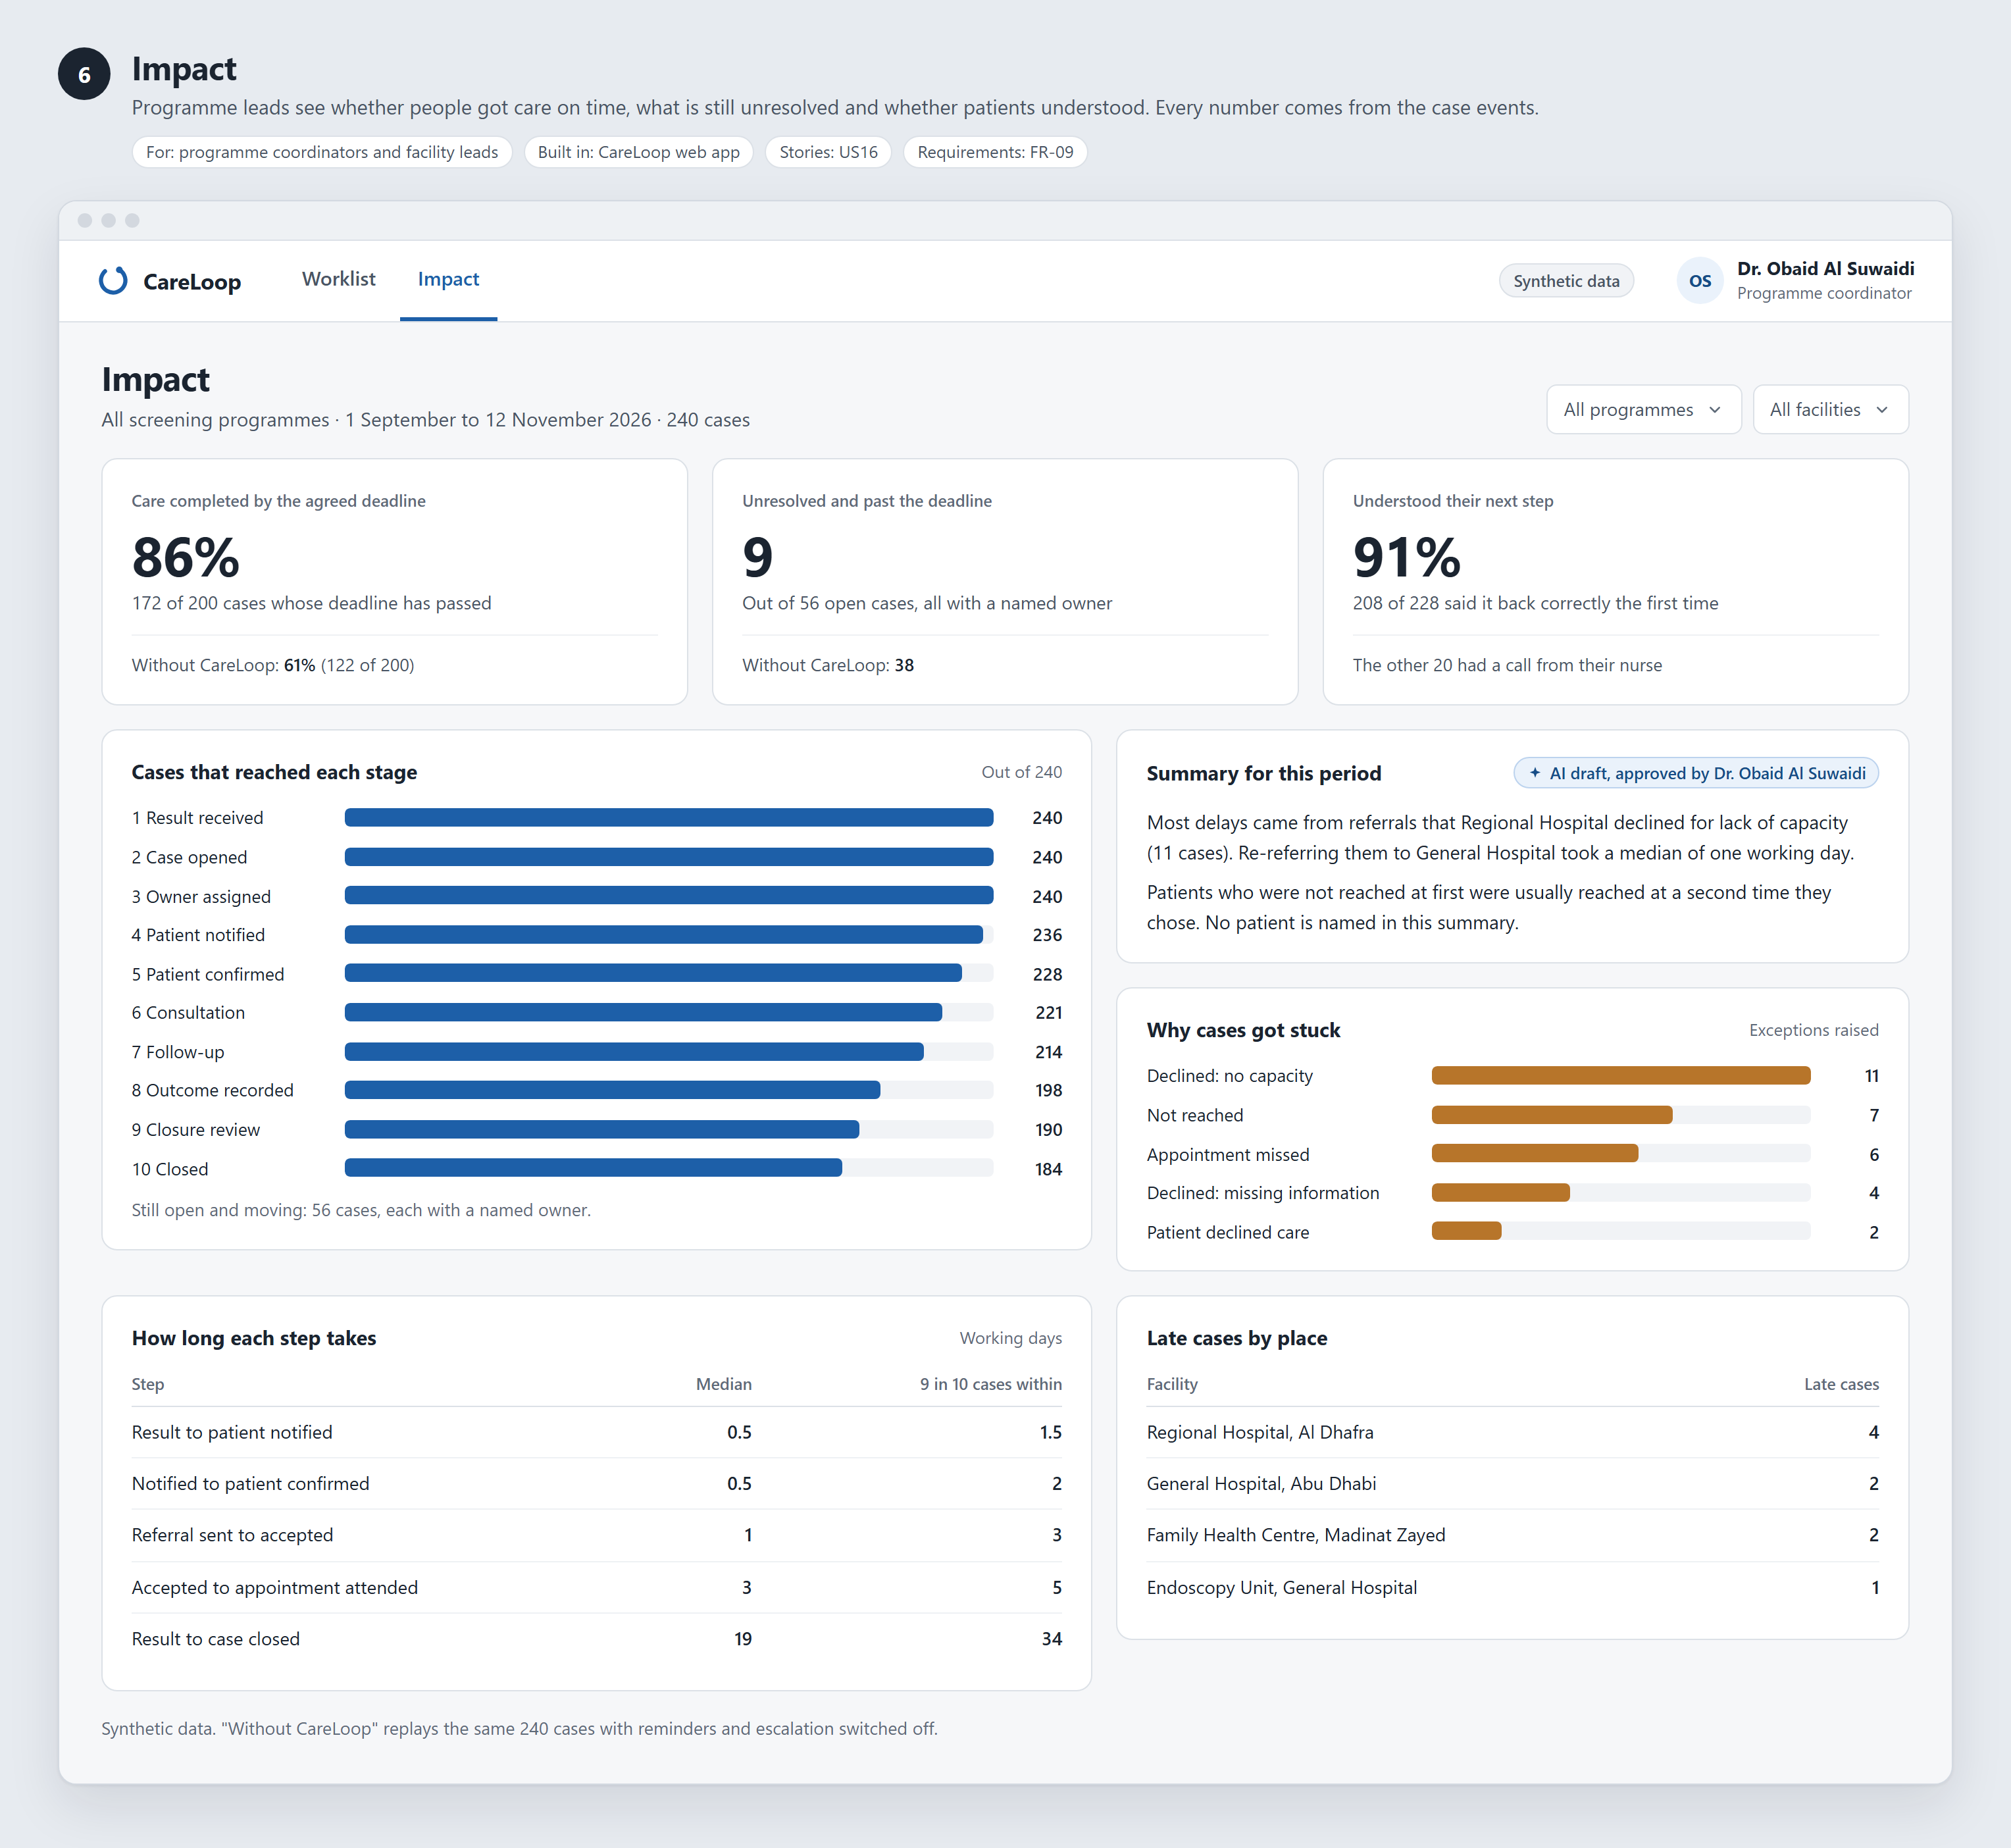 6
Impact
Programme leads see whether people got care on time, what is still unresolved and whether patients understood. Every number comes from the case events.
For: programme coordinators and facility leads
Built in: CareLoop web app
Stories: US16
Requirements: FR-09
CareLoop
Worklist
Impact
Synthetic data
OS
Dr. Obaid Al Suwaidi
Programme coordinator
Impact
All screening programmes · 1 September to 12 November 2026 · 240 cases
All programmes
All facilities
Care completed by the agreed deadline
86%
172 of 200 cases whose deadline has passed
Without CareLoop: 61% (122 of 200)
Unresolved and past the deadline
9
Out of 56 open cases, all with a named owner
Without CareLoop: 38
Understood their next step
91%
208 of 228 said it back correctly the first time
The other 20 had a call from their nurse
Cases that reached each stage
Out of 240
1 Result received 240
2 Case opened 240
3 Owner assigned 240
4 Patient notified 236
5 Patient confirmed 228
6 Consultation 221
7 Follow-up 214
8 Outcome recorded 198
9 Closure review 190
10 Closed 184
Still open and moving: 56 cases, each with a named owner.
Summary for this period
AI draft, approved by Dr. Obaid Al Suwaidi
Most delays came from referrals that Regional Hospital declined for lack of capacity
(11 cases). Re-referring them to General Hospital took a median of one working day.
Patients who were not reached at first were usually reached at a second time they
chose. No patient is named in this summary.
Why cases got stuck
Exceptions raised
Declined: no capacity 11
Not reached 7
Appointment missed 6
Declined: missing information 4
Patient declined care 2
How long each step takes
Working days
Step Median 9 in 10 cases within
Result to patient notified 0.5 1.5
Notified to patient confirmed 0.5 2
Referral sent to accepted 1 3
Accepted to appointment attended 3 5
Result to case closed 19 34
Late cases by place
Facility Late cases
Regional Hospital, Al Dhafra 4
General Hospital, Abu Dhabi 2
Family Health Centre, Madinat Zayed 2
Endoscopy Unit, General Hospital 1
Synthetic data. "Without CareLoop" replays the same 240 cases with reminders and escalation switched off.